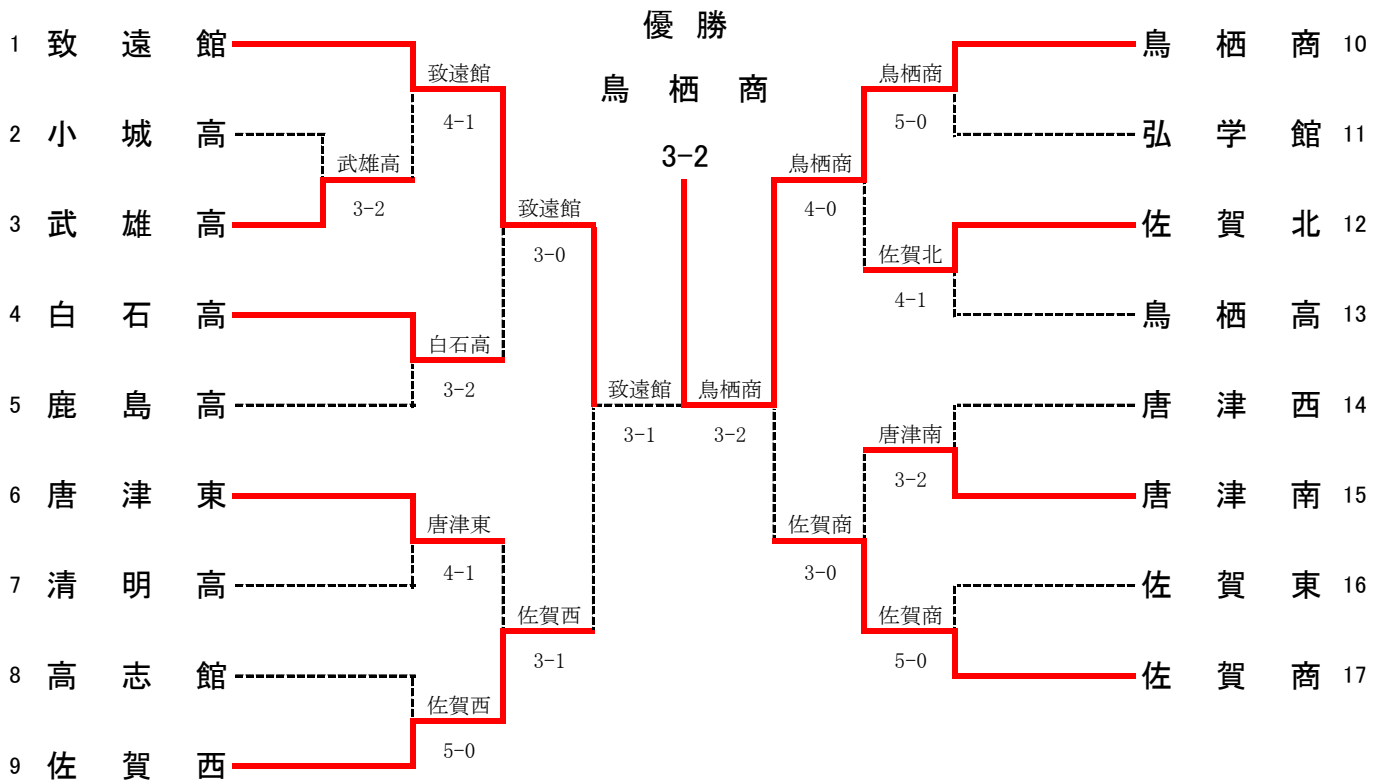 優勝
鳥栖商
3-2
1 致遠館
2 小城高
3 武雄高
4 白石高
5 鹿島高
6 唐津東
7 清明高
8 高志館
9 佐賀西
致遠館
4-1
武雄高
3-2
致遠館
3-0
白石高
3-2
致遠館
3-1
唐津東
4-1
佐賀西
3-1
佐賀西
5-0
鳥栖商
3-2
鳥栖商
5-0
鳥栖商
4-0
佐賀北
4-1
唐津南
3-2
佐賀商
3-0
佐賀商
5-0
鳥栖商 10
弘学館 11
佐賀北 12
鳥栖高 13
唐津西 14
唐津南 15
佐賀東 16
佐賀商 17